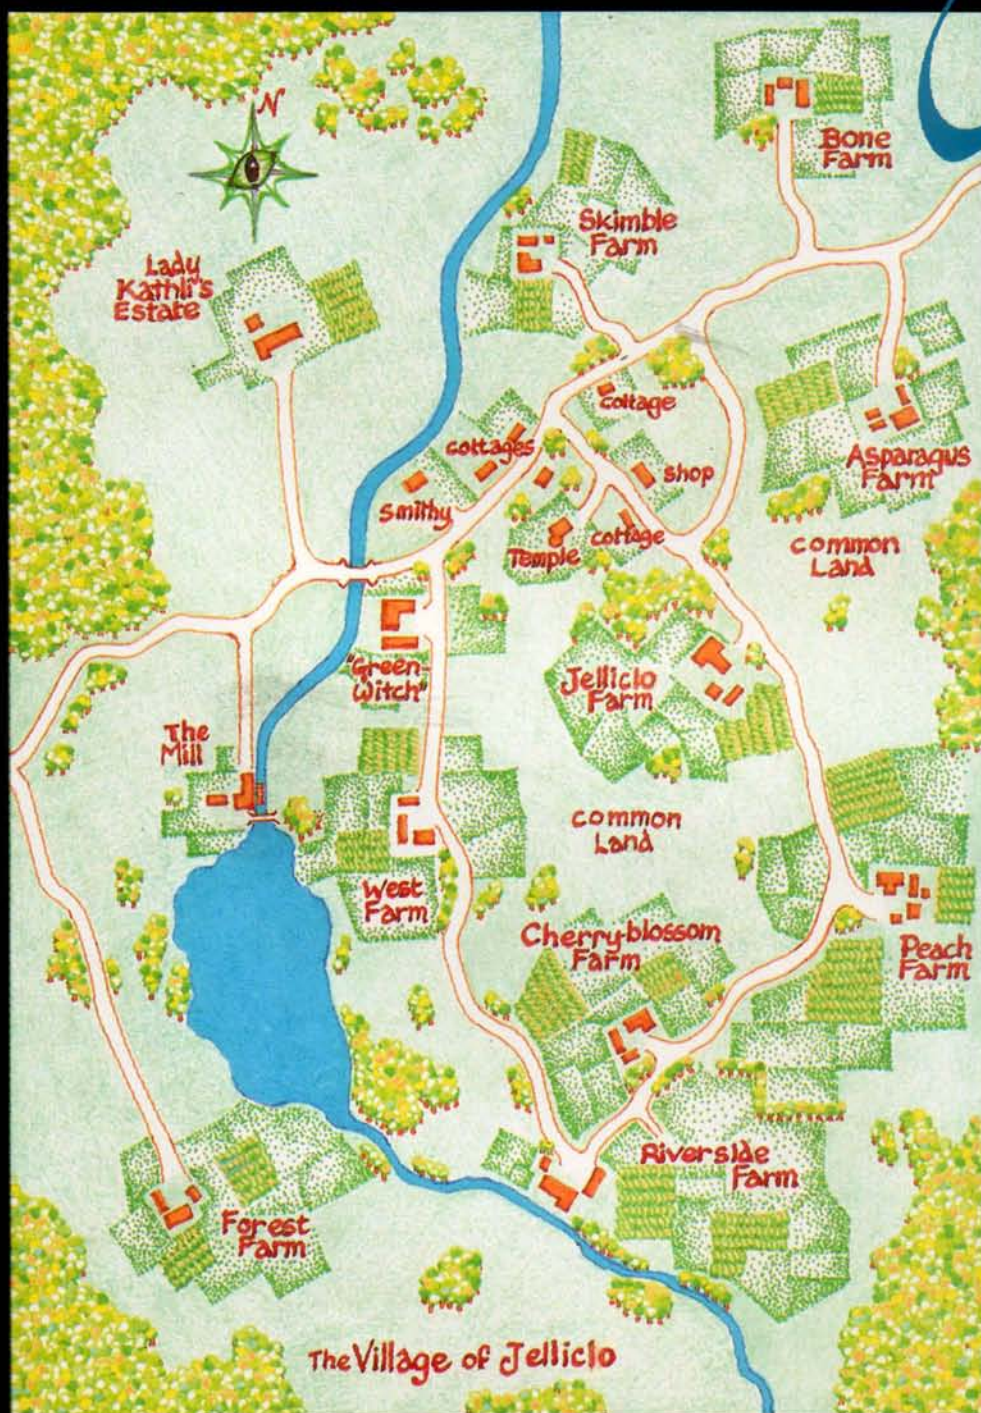 N
Bone
Farm
Skimble
Farm
Lady
Kathli's
Estate
cottage
cottages
Asparagus
Farm
shop
Smithy
Temple
cottage
common
Land
"Green-
Witch"
Jelliclo
Farm
The
Mill
common
Land
West
Farm
Cherry-blossom
Farm
Peach
Farm
Riverside
Farm
Forest
Farm
The Village of Jelliclo